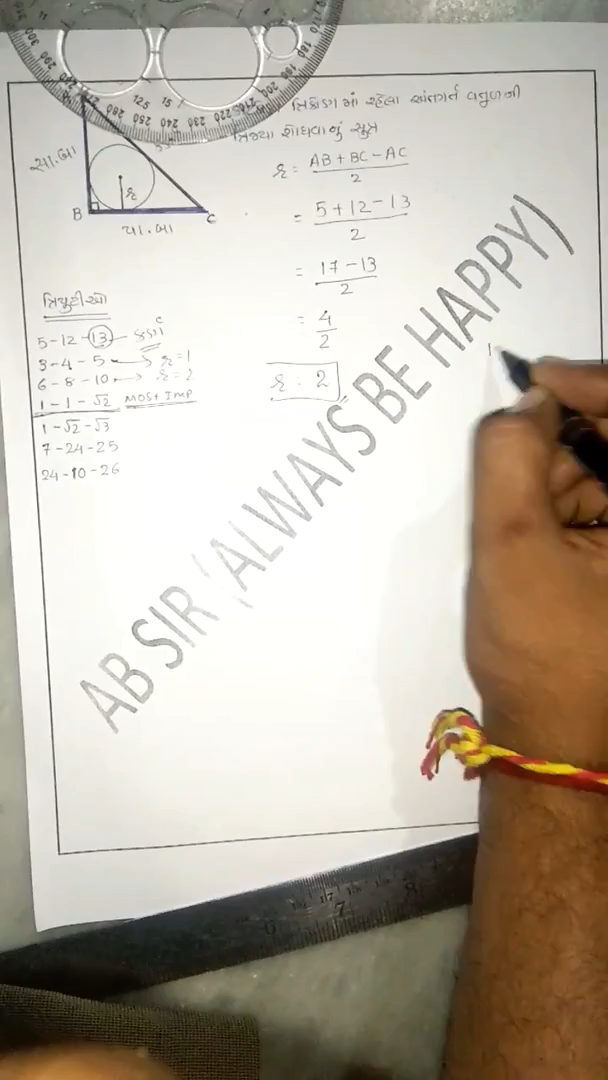 ત્રિકોણમાં રહેલા અંતર્ગત વર્તુળની
ત્રિજ્યા શોધવાનું સૂત્ર
સા.બા
B
C
પા.બા
r
r = AB + BC - AC / 2
= 5 + 12 - 13 / 2
= 17 - 13 / 2
= 4 / 2
r = 2
ત્રિપુટીઓ
5 - 12 - 13 - કર્ણ
3 - 4 - 5 → r = 1
6 - 8 - 10 → r = 2
1 - 1 - √2 MOST IMP
1 - √2 - √3
7 - 24 - 25
24 - 10 - 26
AB SIR (ALWAYS BE HAPPY)